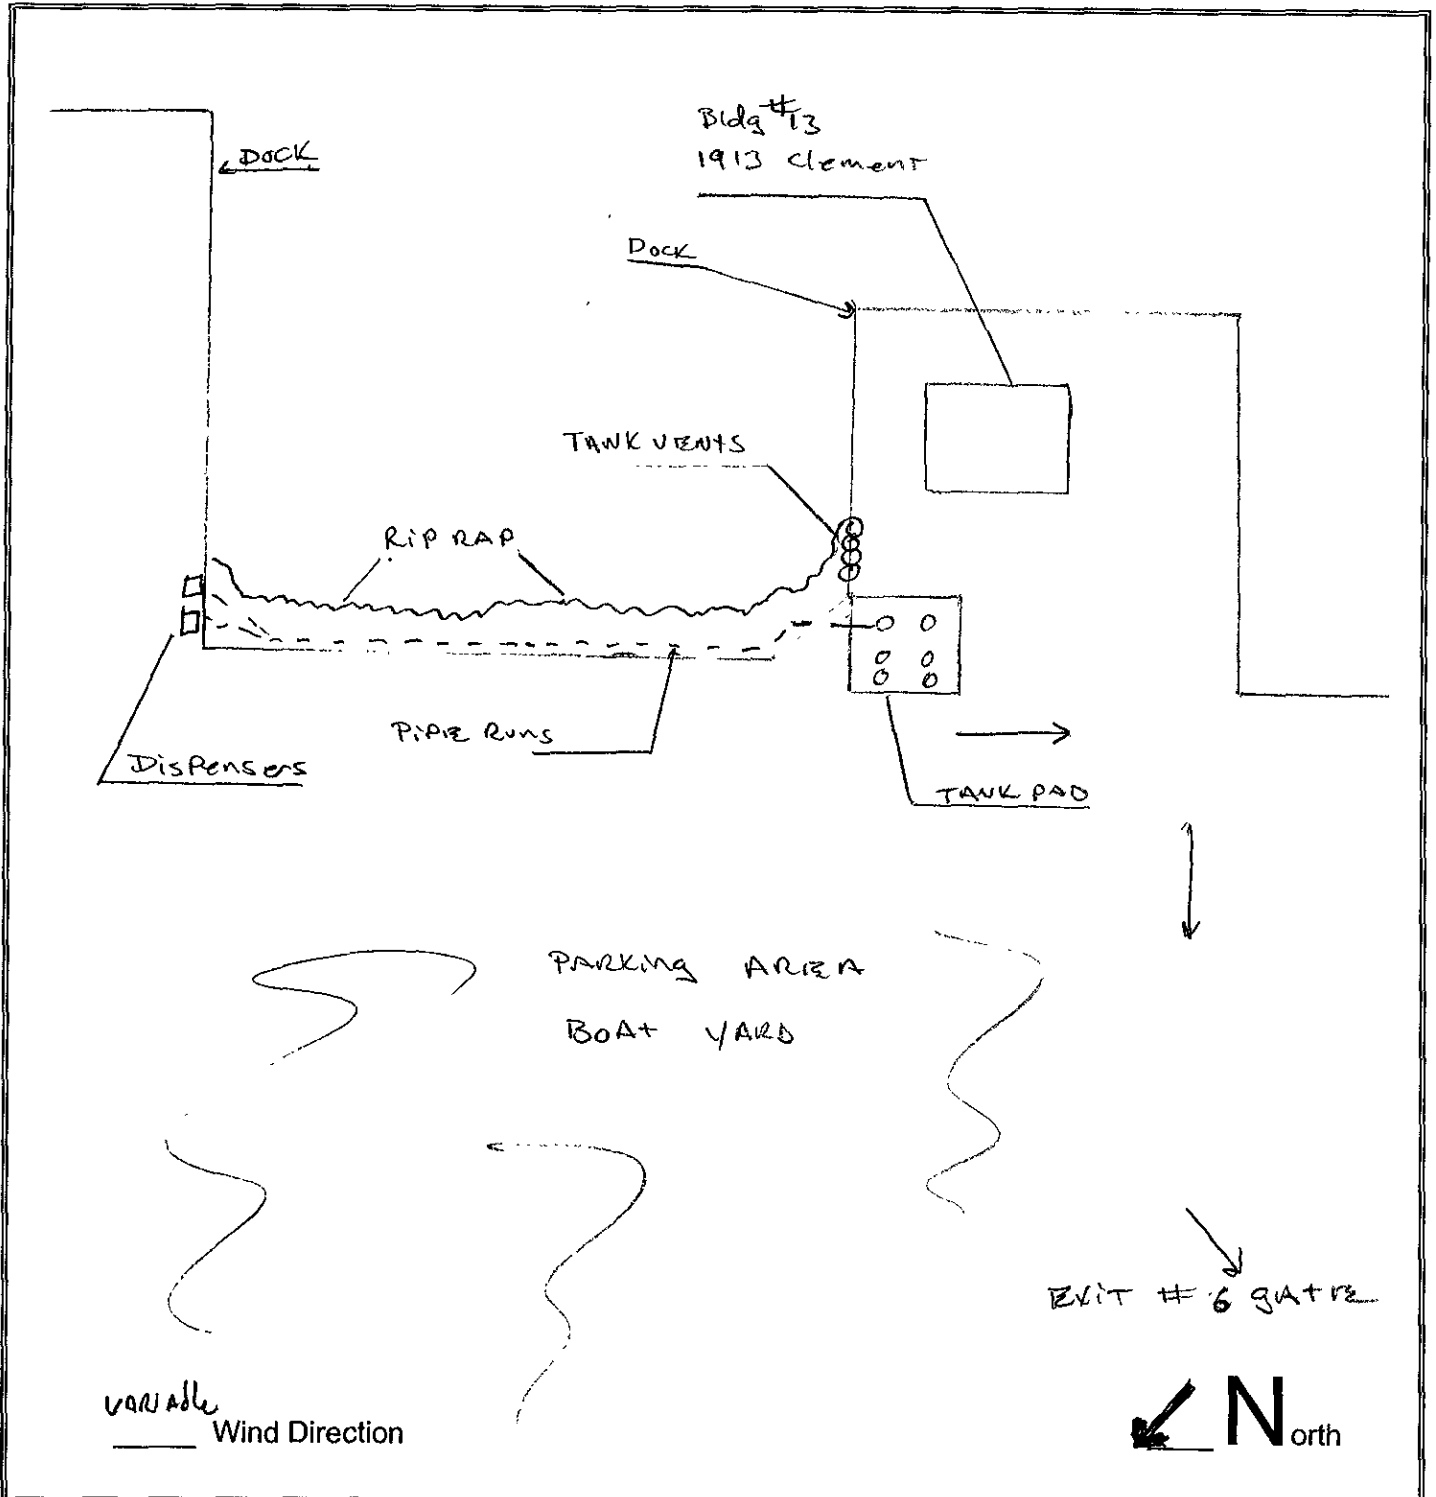 Bldg #13
1913 Clement
DOCK
Dock
TANK VENTS
RiP RAP
PiPE RUNS
DisPensers
TANK PAD
PARKing AREA
BOAt YARD
EXiT # 6 gAtE
VARiAble
Wind Direction
North